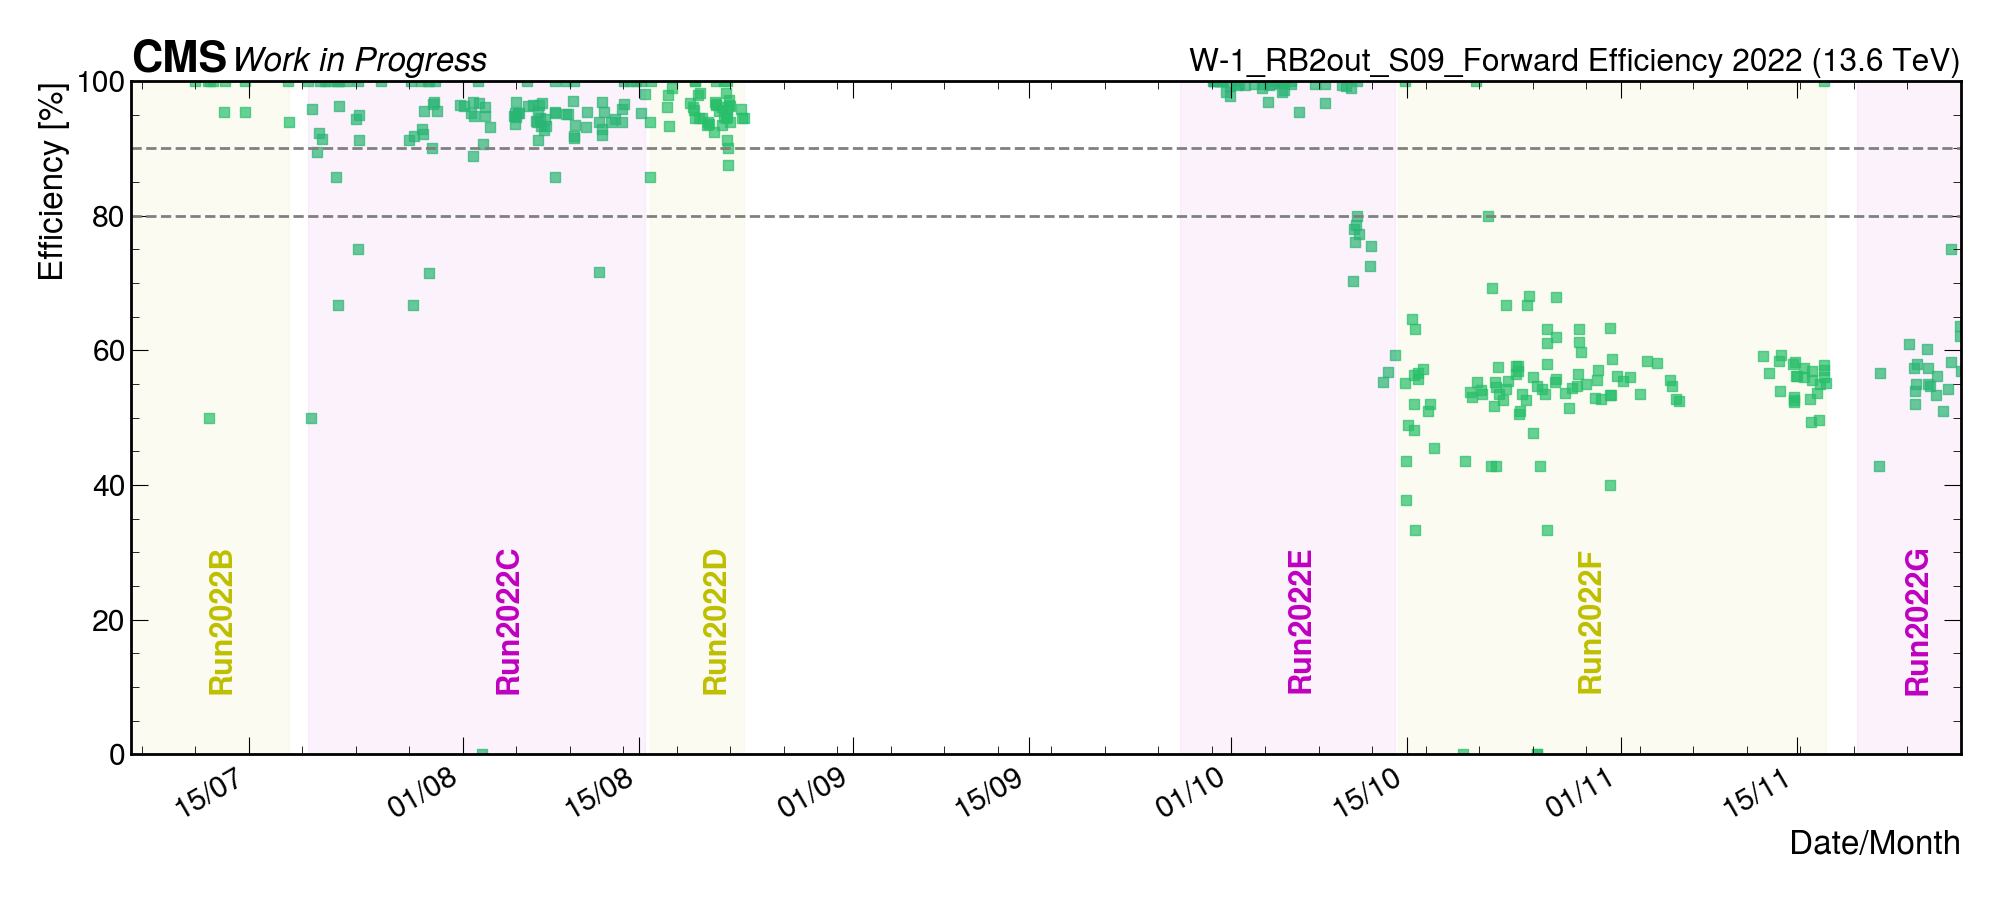 CMS Work in Progress
W-1_RB2out_S09_Forward Efficiency 2022 (13.6 TeV)
Efficiency [%]
100
80
60
40
20
0
Run2022B
Run2022C
Run2022D
Run2022E
Run2022F
Run2022G
15/07
01/08
15/08
01/09
15/09
01/10
15/10
01/11
15/11
Date/Month